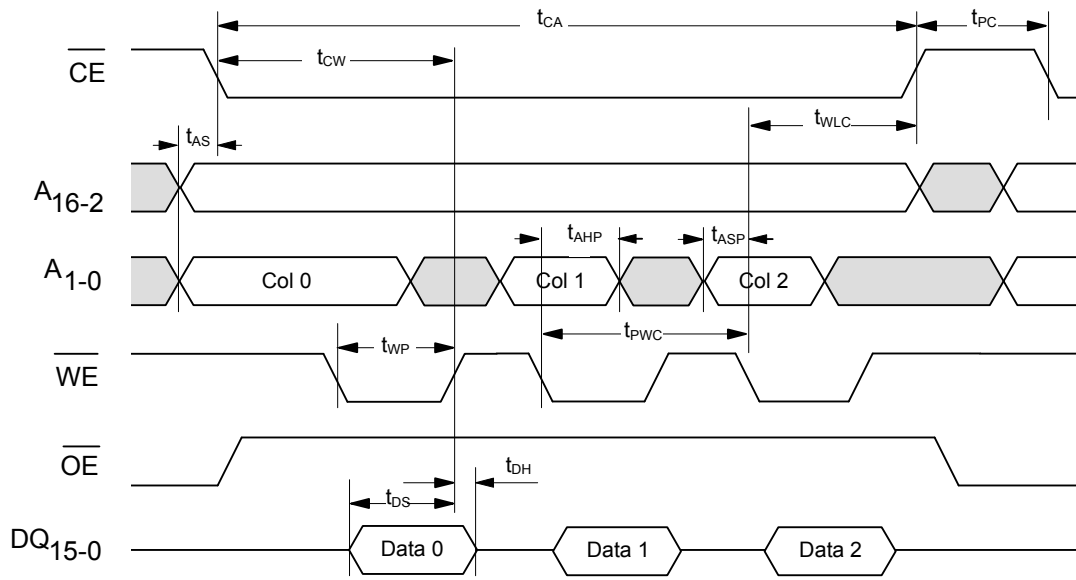 tCA
tPC
CE
tCW
tWLC
tAS
A16-2
tAHP
tASP
A1-0
Col 0
Col 1
Col 2
tPWC
tWP
WE
OE
tDH
tDS
DQ15-0
Data 0
Data 1
Data 2